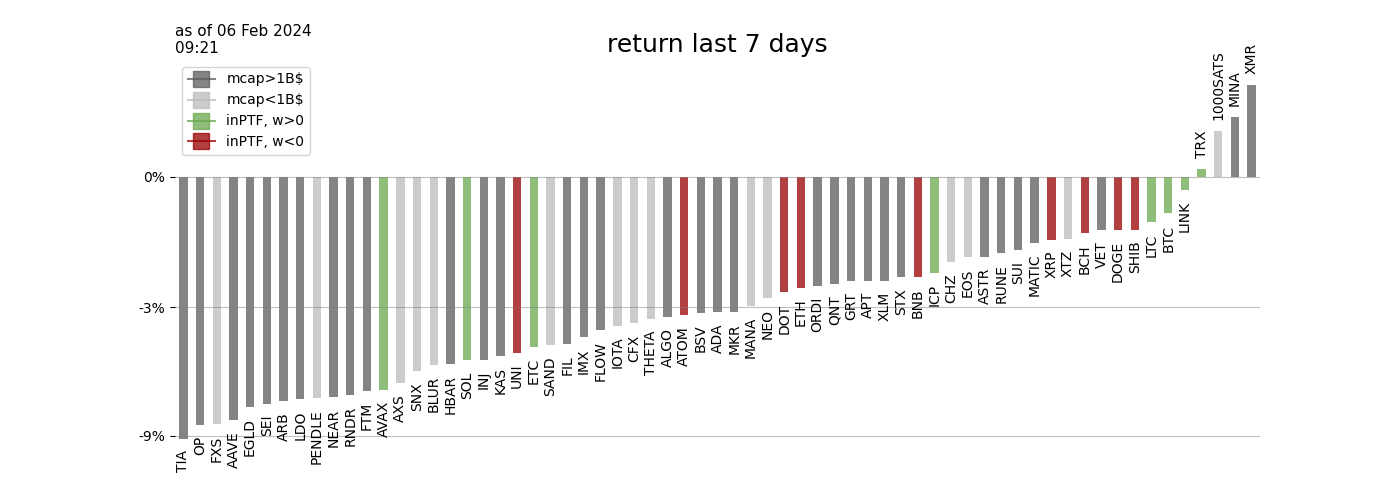 as of 06 Feb 2024
09:21
return last 7 days
mcap>1B$
mcap<1B$
inPTF, w>0
inPTF, w<0
0%
-3%
-9%
TIA
OP
FXS
AAVE
EGLD
SEI
ARB
LDO
PENDLE
NEAR
RNDR
FTM
AVAX
AXS
SNX
BLUR
HBAR
SOL
INJ
KAS
UNI
ETC
SAND
FIL
IMX
FLOW
IOTA
CFX
THETA
ALGO
ATOM
BSV
ADA
MKR
MANA
NEO
DOT
ETH
ORDI
QNT
GRT
APT
XLM
STX
BNB
ICP
CHZ
EOS
ASTR
RUNE
SUI
MATIC
XRP
XTZ
BCH
VET
DOGE
SHIB
LTC
BTC
LINK
TRX
1000SATS
MINA
XMR